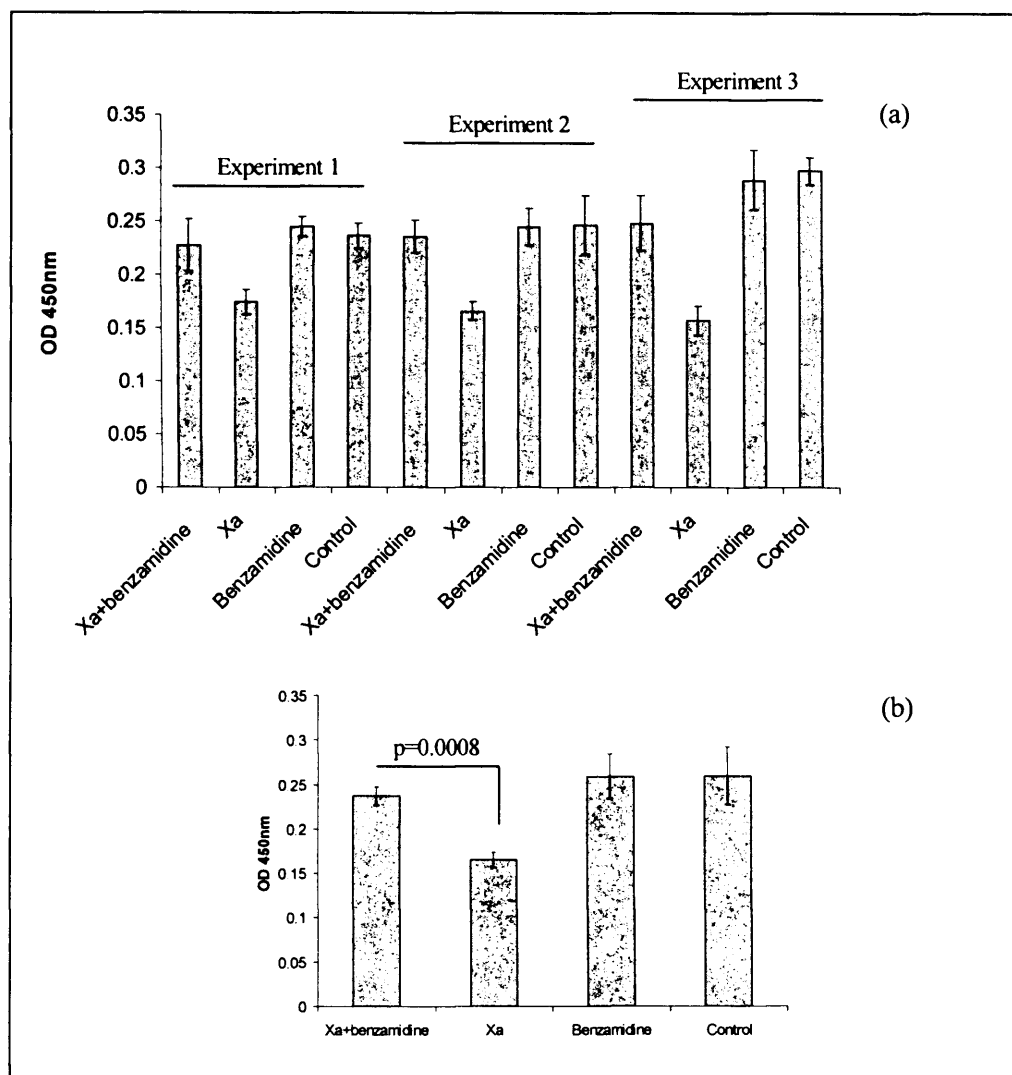 (a)
Experiment 3
Experiment 2
Experiment 1
OD 450nm
0.35
0.3
0.25
0.2
0.15
0.1
0.05
0
Xa+benzamidine
Xa
Benzamidine
Control
Xa+benzamidine
Xa
Benzamidine
Control
Xa+benzamidine
Xa
Benzamidine
Control
(b)
p=0.0008
OD 450nm
0.35
0.3
0.25
0.2
0.15
0.1
0.05
0
Xa+benzamidine
Xa
Benzamidine
Control